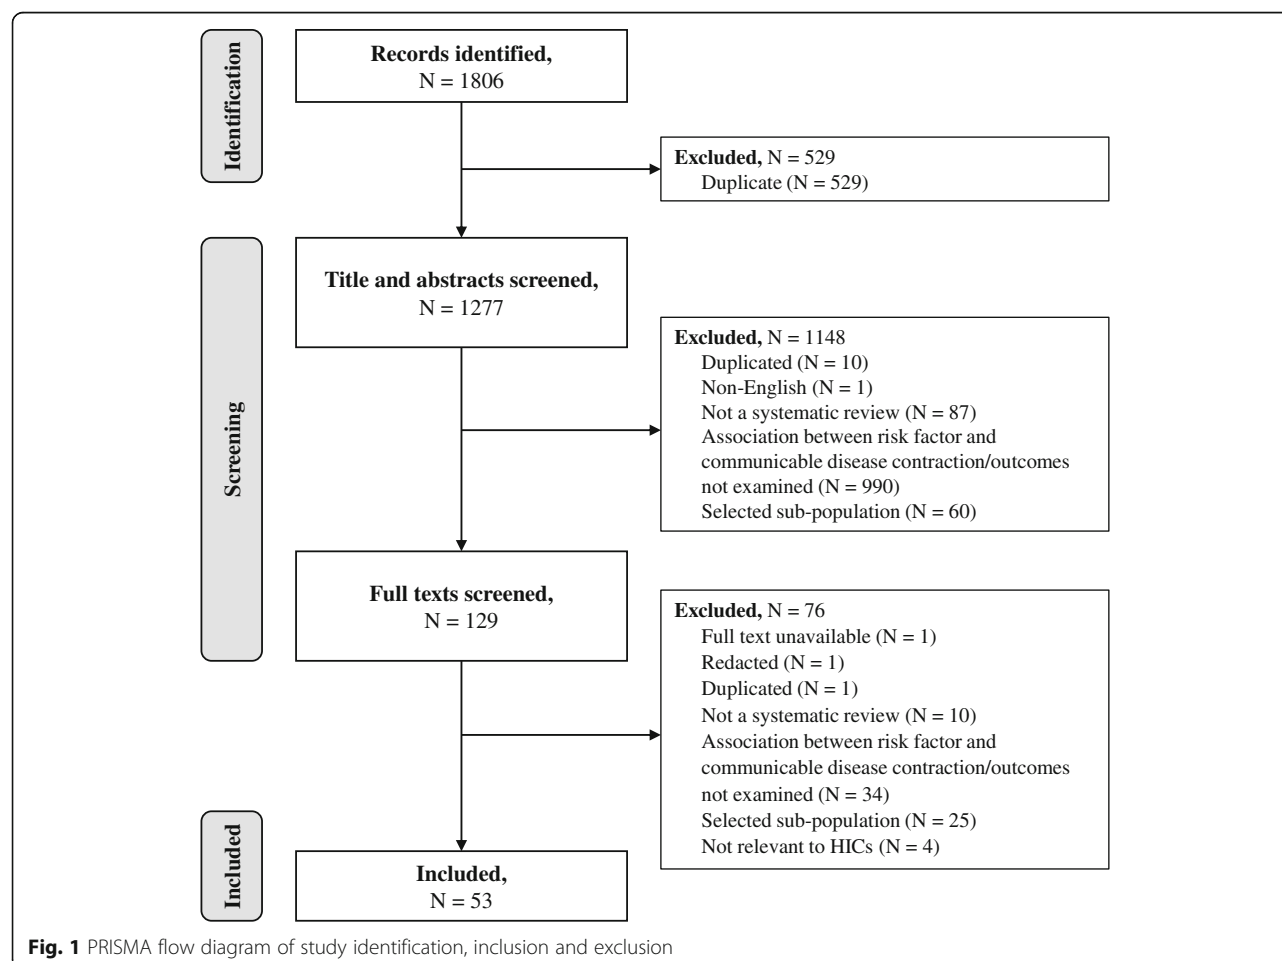 Identification
Records identified,
N = 1806
Excluded, N = 529
Duplicate (N = 529)
Screening
Title and abstracts screened,
N = 1277
Excluded, N = 1148
Duplicated (N = 10)
Non-English (N = 1)
Not a systematic review (N = 87)
Association between risk factor and
communicable disease contraction/outcomes
not examined (N = 990)
Selected sub-population (N = 60)
Full texts screened,
N = 129
Excluded, N = 76
Full text unavailable (N = 1)
Redacted (N = 1)
Duplicated (N = 1)
Not a systematic review (N = 10)
Association between risk factor and
communicable disease contraction/outcomes
not examined (N = 34)
Selected sub-population (N = 25)
Not relevant to HICs (N = 4)
Included
Included,
N = 53
Fig. 1 PRISMA flow diagram of study identification, inclusion and exclusion